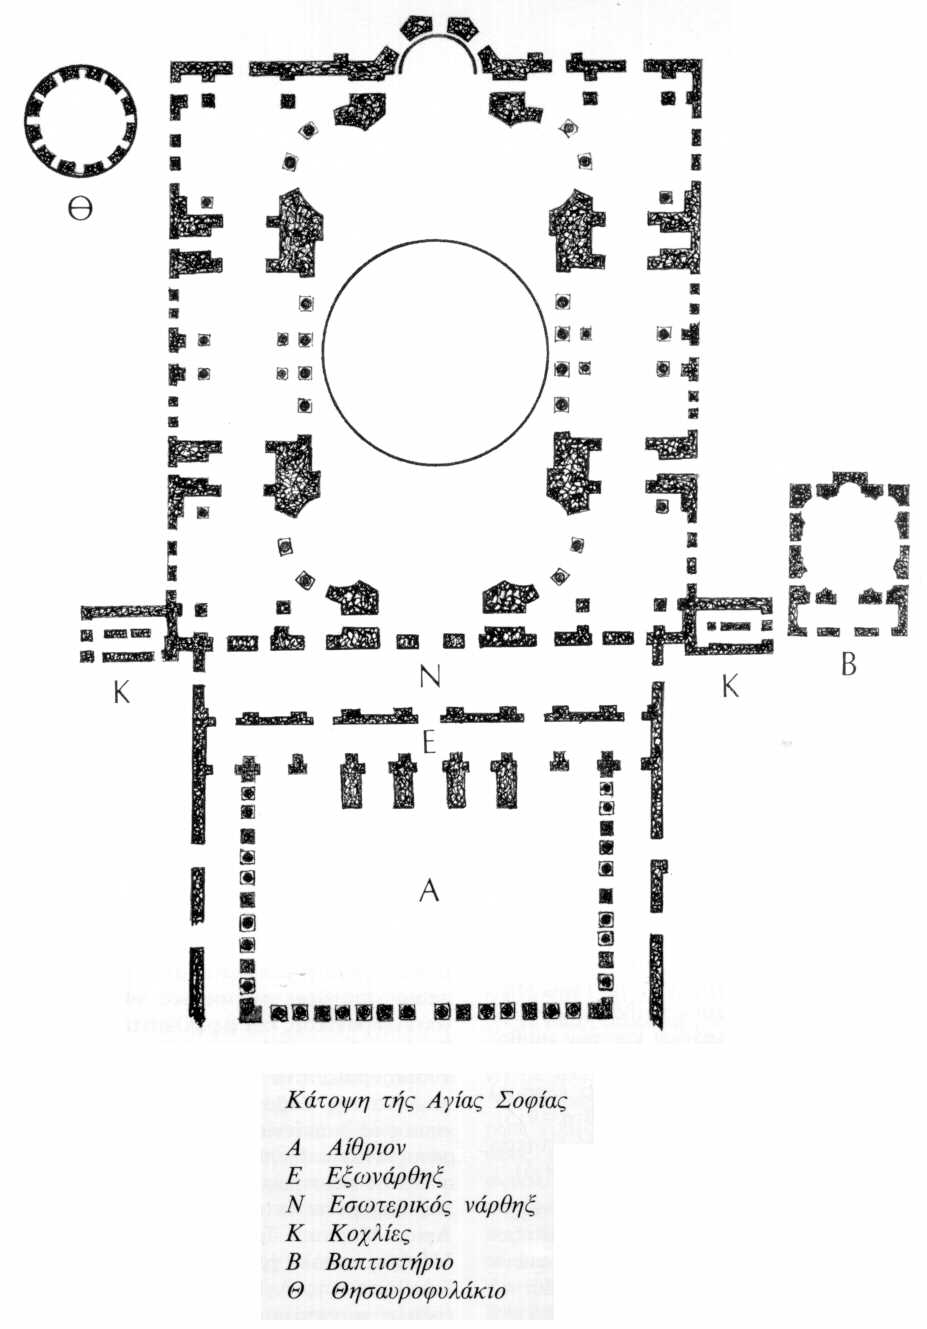 Θ
Κ
Ν
Κ
Β
Ε
Α
Κάτοψη τής Αγίας Σοφίας
Α Αίθριον
Ε Εξωνάρθηξ
Ν Εσωτερικός νάρθηξ
Κ Κοχλίες
Β Βαπτιστήριο
Θ Θησαυροφυλάκιο